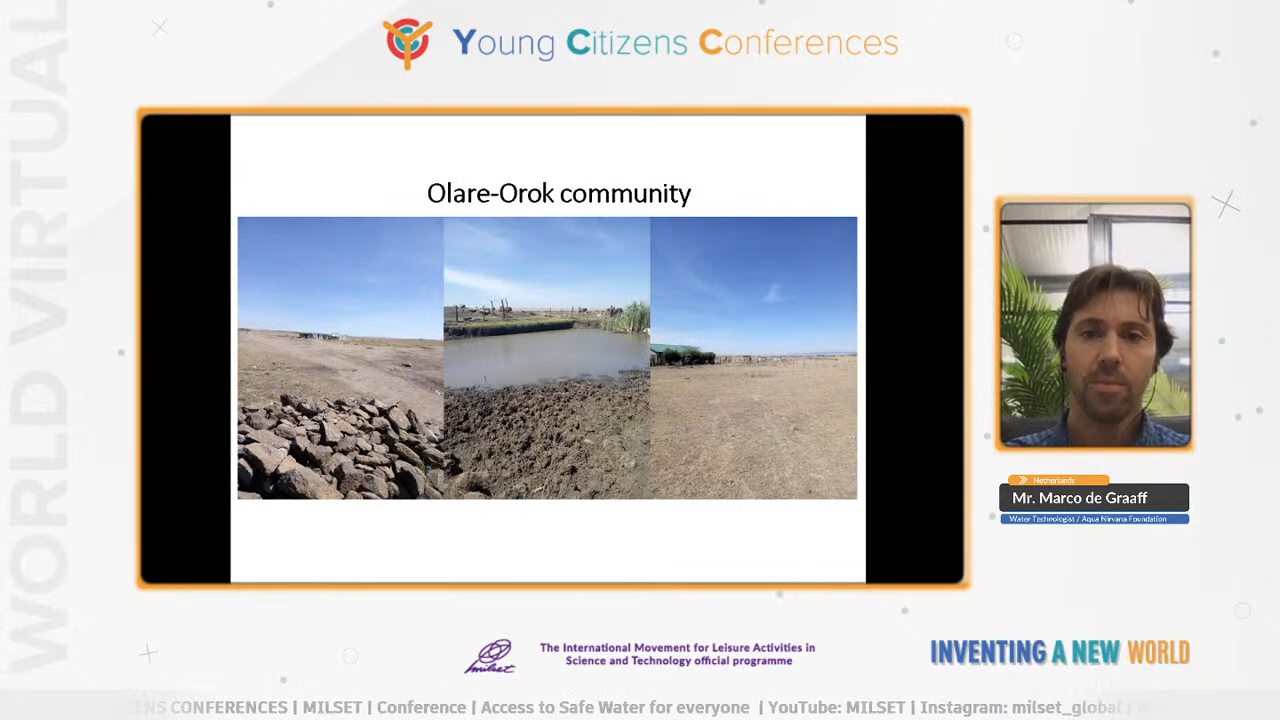 WORLD VIRTUAL
Young Citizens Conferences
Olare-Orok community
Netherlands
Mr. Marco de Graaff
Water Technologist / Aqua Nirvana Foundation
milset
The International Movement for Leisure Activities in
Science and Technology official programme
INVENTING A NEW WORLD
ENS CONFERENCES | MILSET | Conference | Access to Safe Water for everyone | YouTube: MILSET | Instagram: milset_global